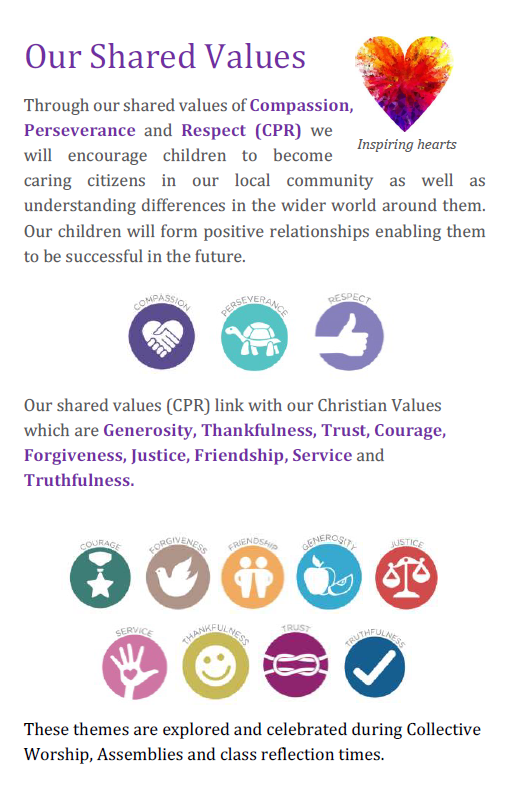 Our Shared Values
Through our shared values of Compassion,
Perseverance and Respect (CPR) we
will encourage children to become
Inspiring hearts
caring citizens in our local community as well as
understanding differences in the wider world around them.
Our children will form positive relationships enabling them
to be successful in the future.
COMPASSION
PERSEVERANCE
RESPECT
Our shared values (CPR) link with our Christian Values
which are Generosity, Thankfulness, Trust, Courage,
Forgiveness, Justice, Friendship, Service and
Truthfulness.
COURAGE
FORGIVENESS
FRIENDSHIP
GENEROSITY
JUSTICE
SERVICE
THANKFULNESS
TRUST
TRUTHFULNESS
These themes are explored and celebrated during Collective
Worship, Assemblies and class reflection times.